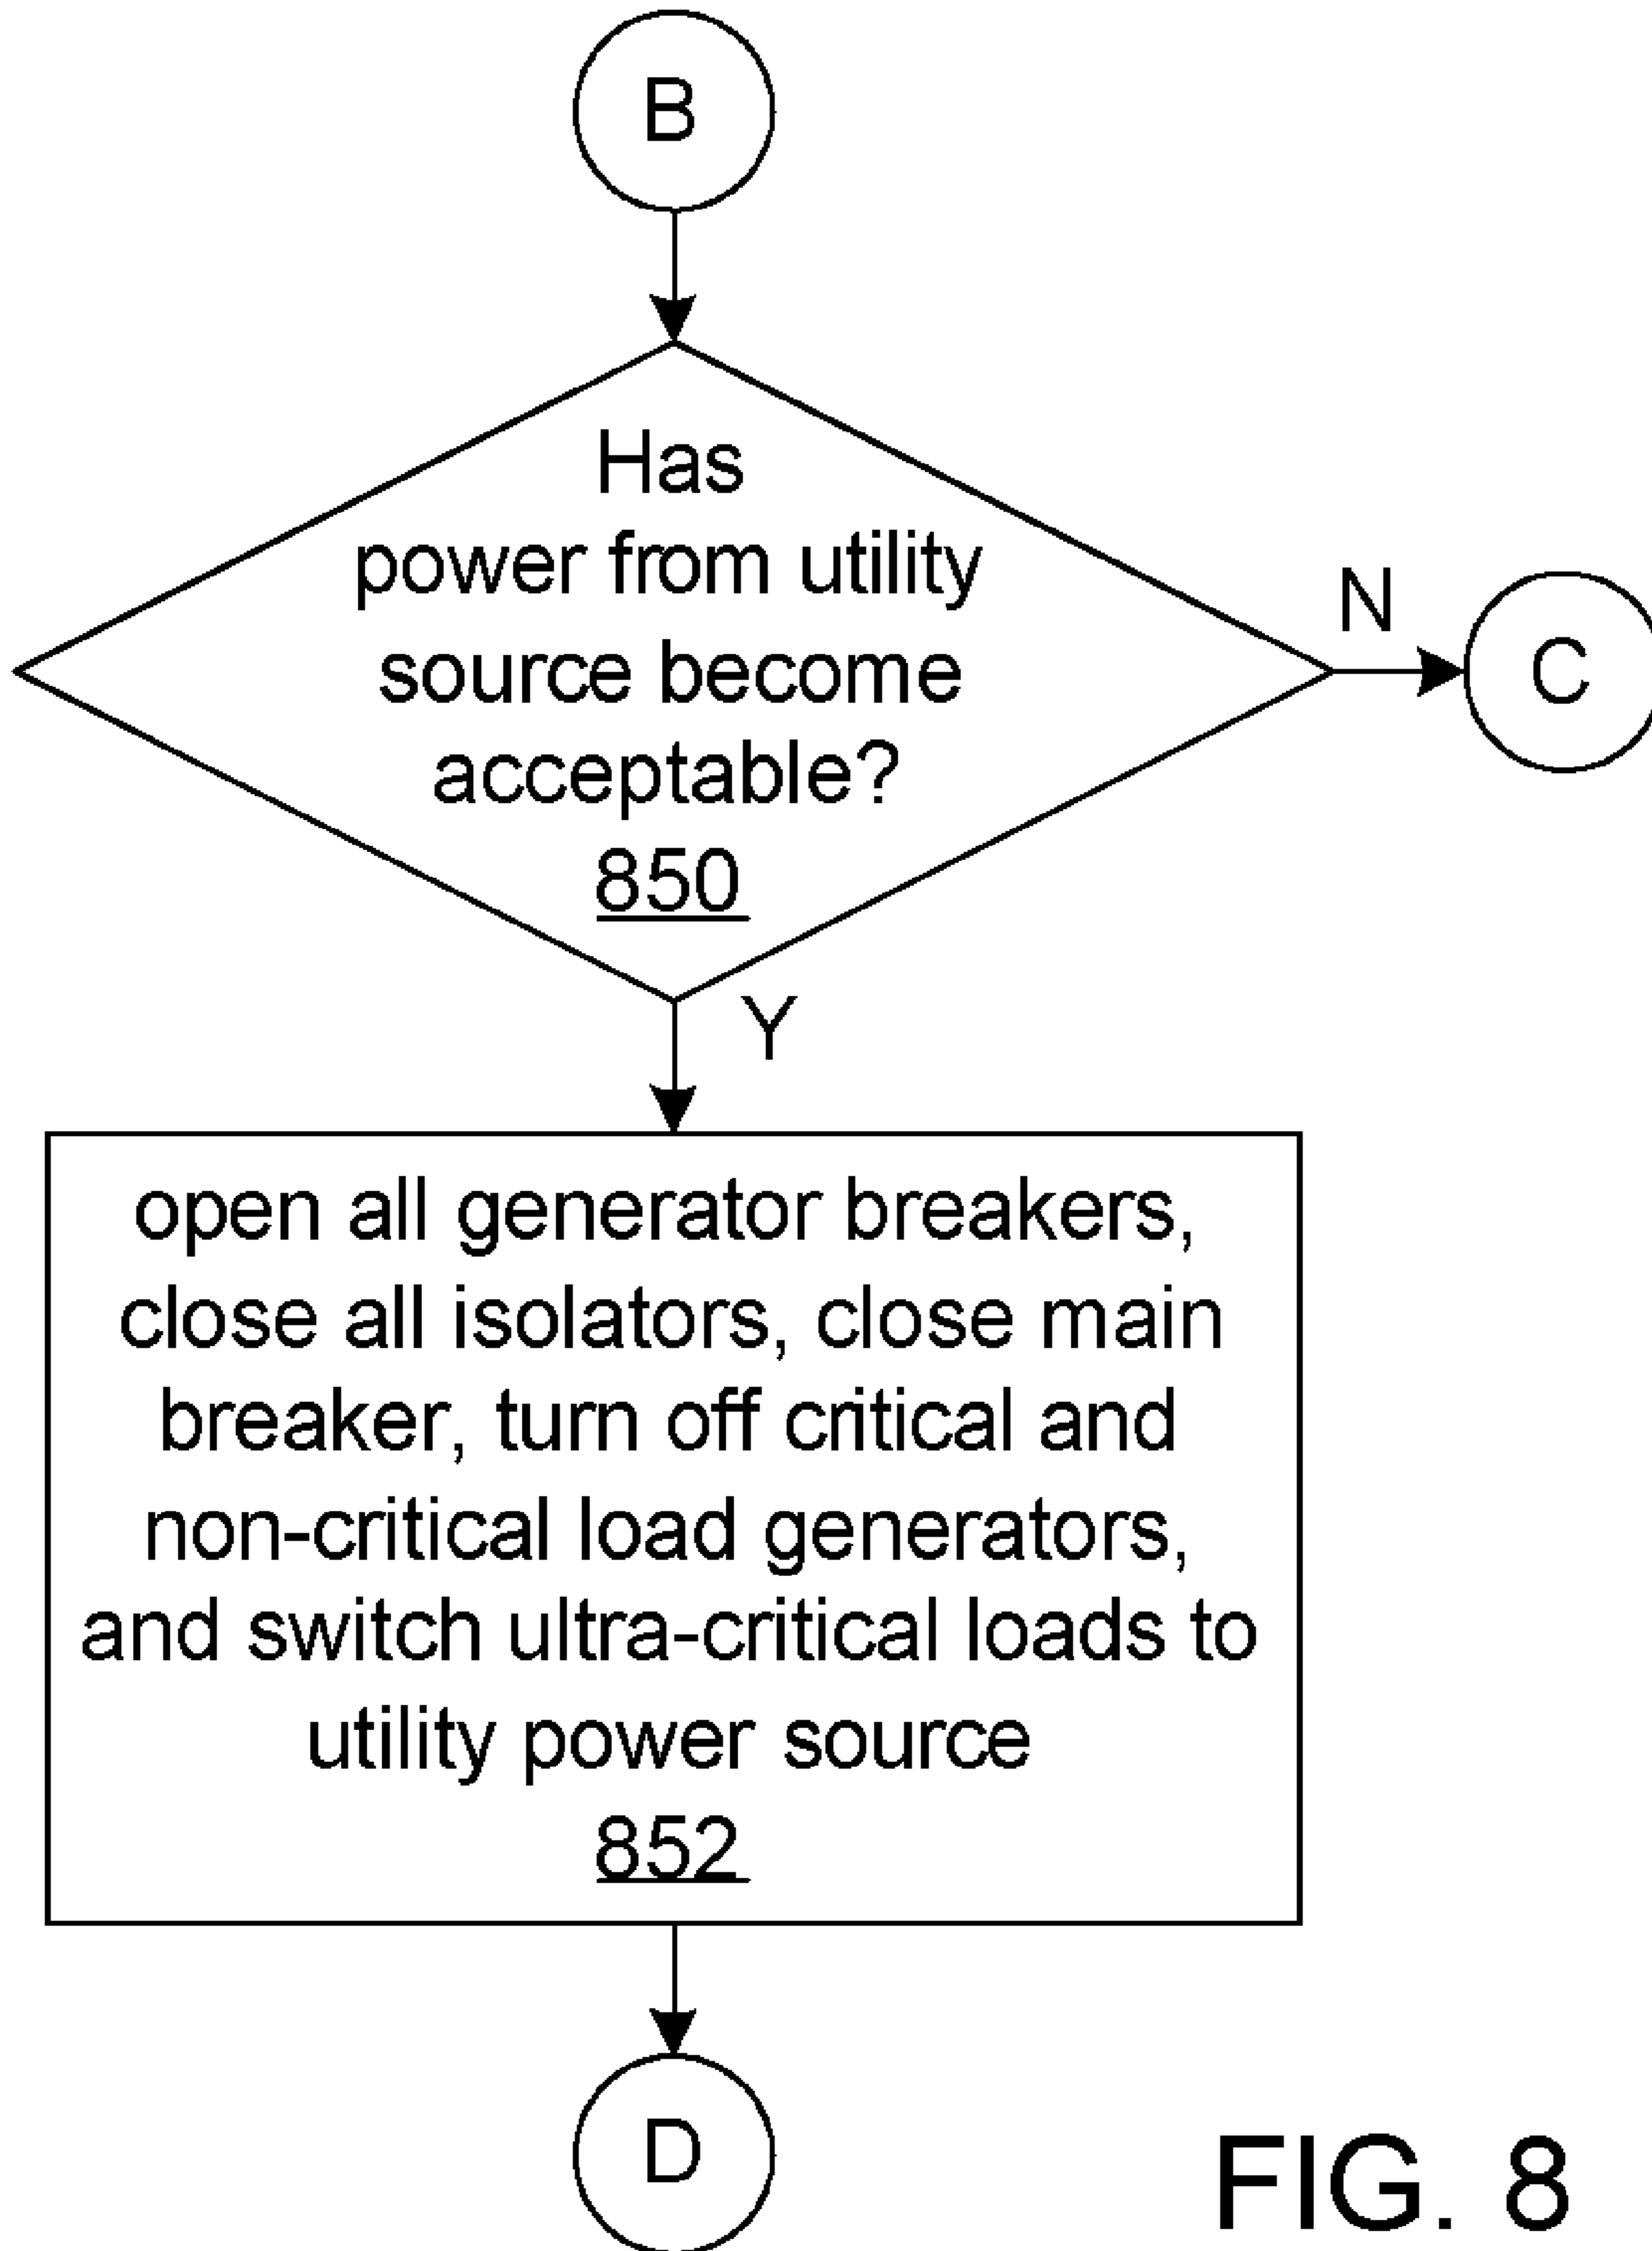 B
Has
power from utility
source become
acceptable?
850
N
C
Y
open all generator breakers,
close all isolators, close main
breaker, turn off critical and
non-critical load generators,
and switch ultra-critical loads to
utility power source
852
D
FIG. 8